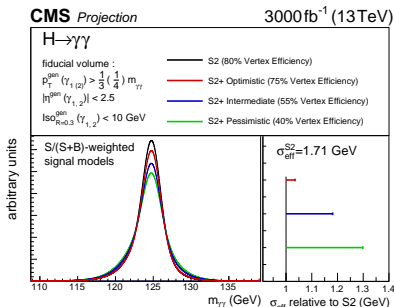 CMS Projection 3000 fb⁻¹ (13 TeV)
H→γγ
fiducial volume :
p_T^gen (γ_1 (2)) > 1/3 (1/4) m_γγ
|η^gen (γ_1, 2)| < 2.5
Iso_R=0.3^gen (γ_1, 2) < 10 GeV
S2 (80% Vertex Efficiency)
S2+ Optimistic (75% Vertex Efficiency)
S2+ Intermediate (55% Vertex Efficiency)
S2+ Pessimistic (40% Vertex Efficiency)
arbitrary units
S/(S+B)-weighted
signal models
σ_eff^S2=1.71 GeV
110 115 120 125 130 135
m_γγ (GeV)
1 1.1 1.2 1.3 1.4
relative to S2 (GeV)